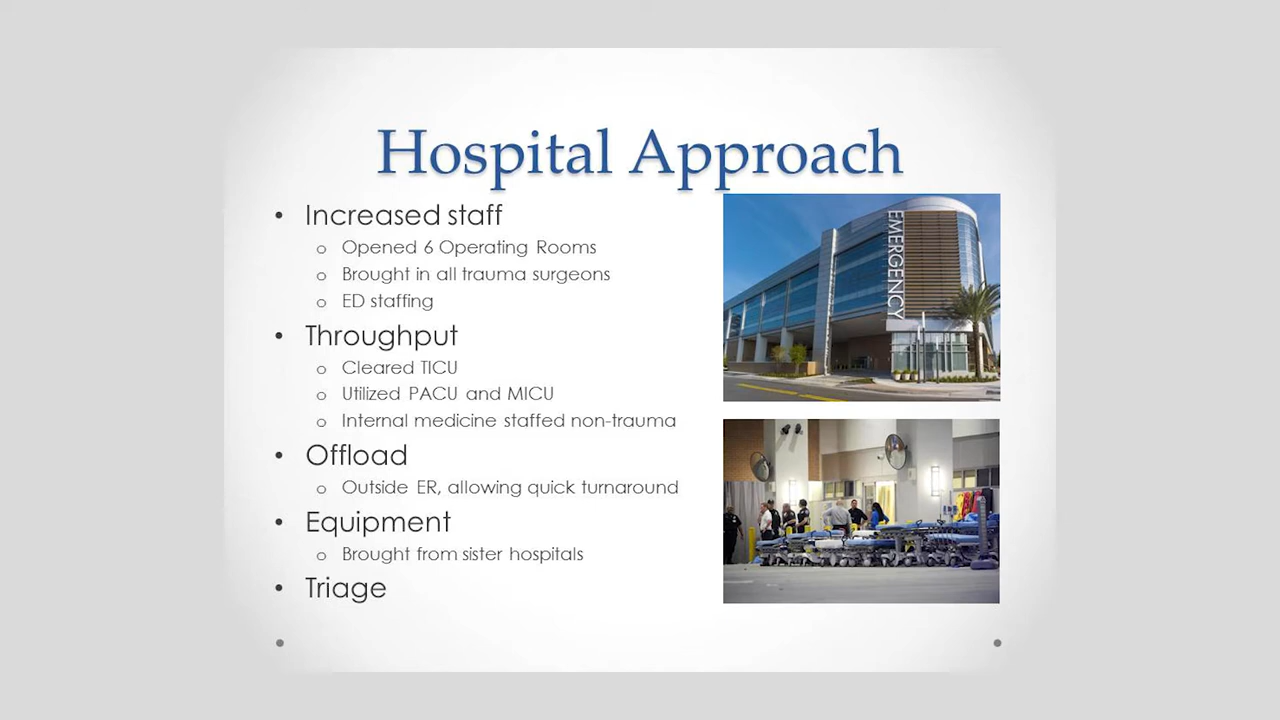 Hospital Approach
• Increased staff
o Opened 6 Operating Rooms
o Brought in all trauma surgeons
o ED staffing
• Throughput
o Cleared TICU
o Utilized PACU and MICU
o Internal medicine staffed non-trauma
• Offload
o Outside ER, allowing quick turnaround
• Equipment
o Brought from sister hospitals
• Triage
EMERGENCY